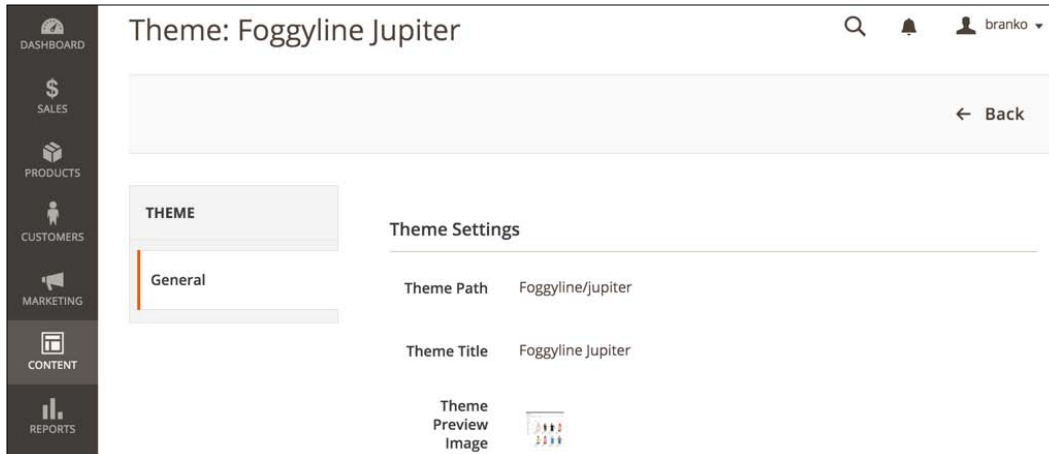 DASHBOARD
SALES
PRODUCTS
CUSTOMERS
MARKETING
CONTENT
REPORTS
Theme: Foggyline Jupiter
branko
Back
THEME
General
Theme Settings
Theme Path Foggyline/jupiter
Theme Title Foggyline Jupiter
Theme
Preview
Image